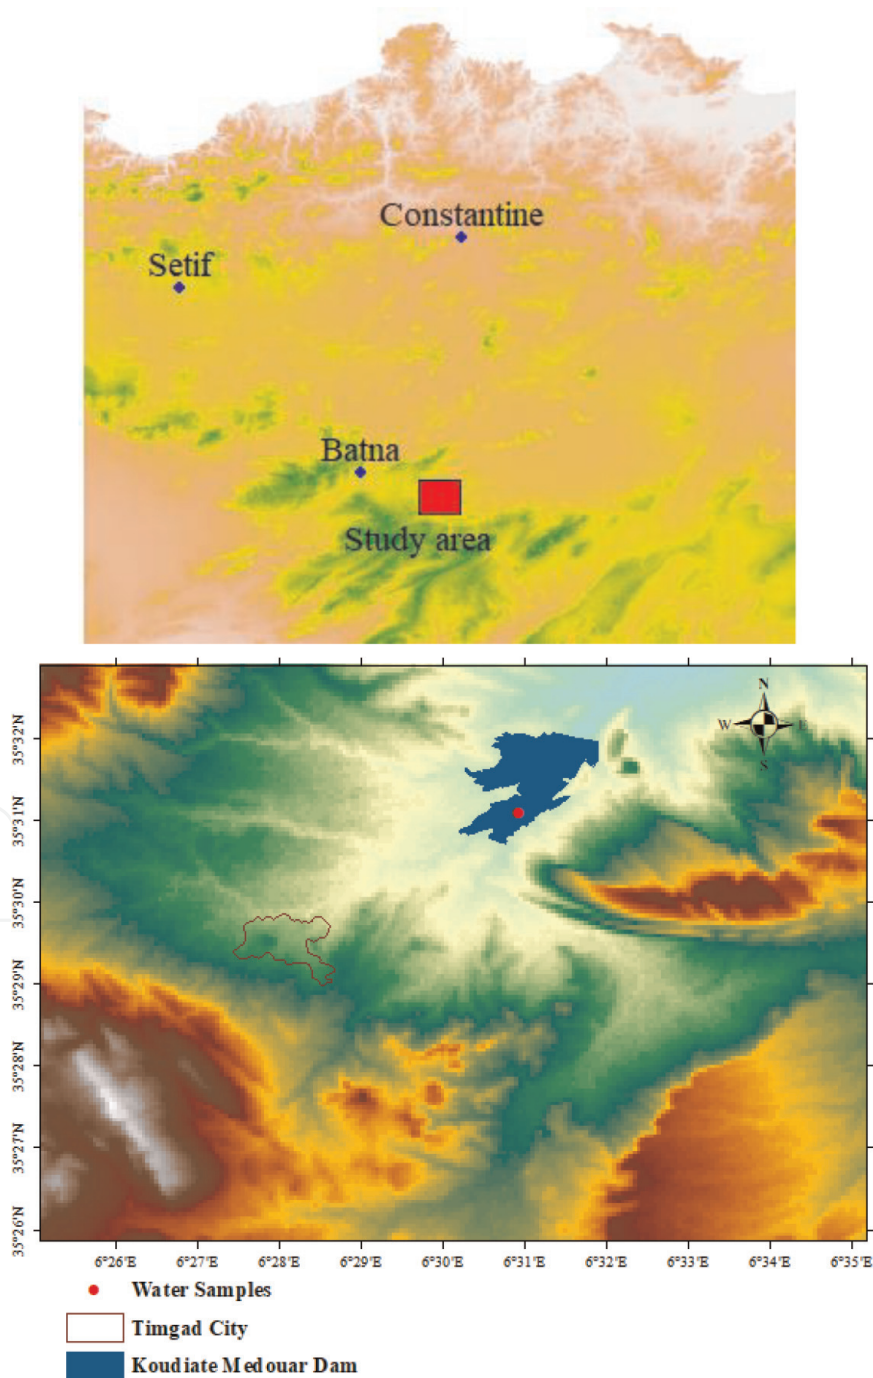 Constantine
Setif
Batna
Study area
N
W E
S
35°32'N
35°31'N
35°30'N
35°29'N
35°28'N
35°27'N
35°26'N
6°26'E 6°27'E 6°28'E 6°29'E 6°30'E 6°31'E 6°32'E 6°33'E 6°34'E 6°35'E
Water Samples
Timgad City
Koudiate Medouar Dam